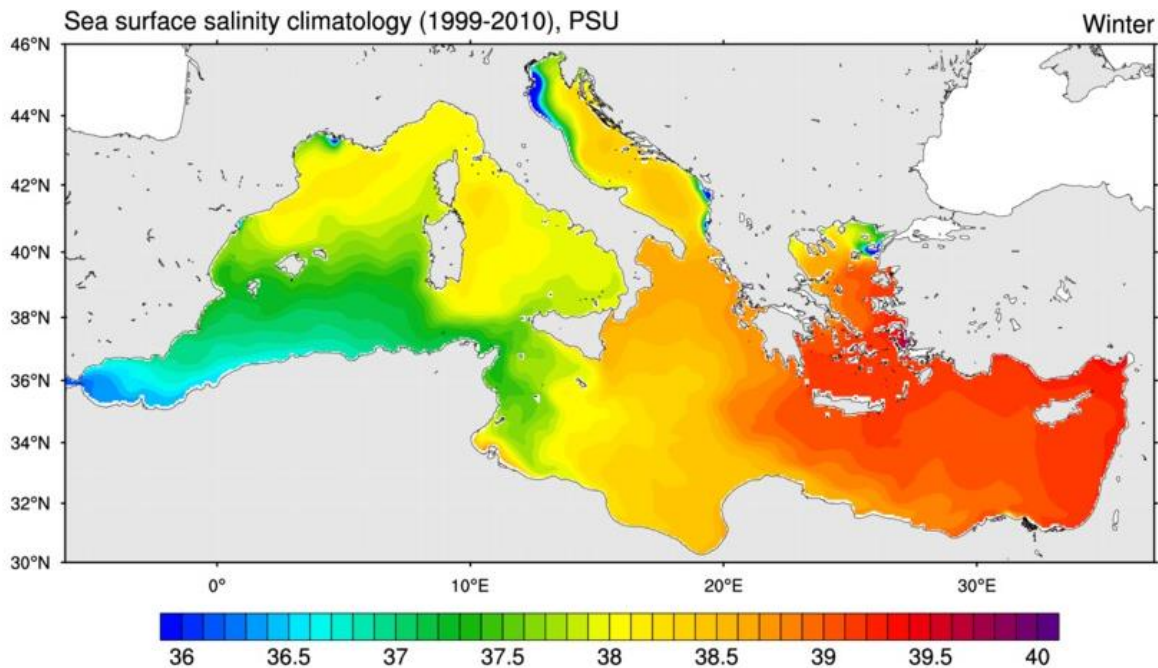 Sea surface salinity climatology (1999-2010), PSU Winter
46°N
44°N
42°N
40°N
38°N
36°N
34°N
32°N
30°N
0° 10°E 20°E 30°E
36 36.5 37 37.5 38 38.5 39 39.5 40